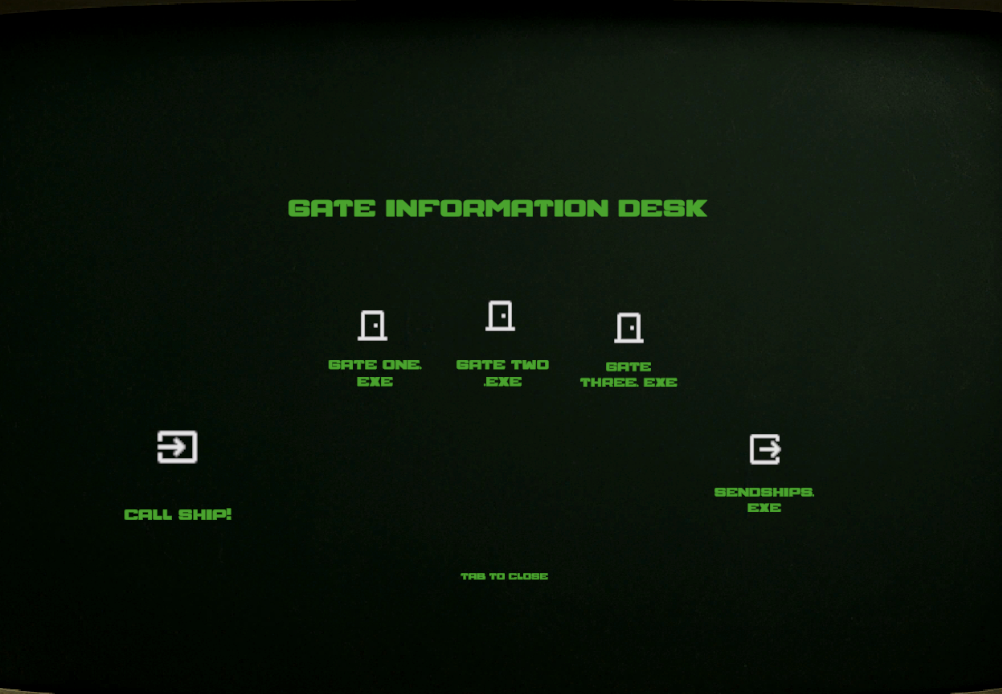 GATE INFORMATION DESK
GATE ONE.
EXE
GATE TWO
.EXE
GATE
THREE. EXE
CALL SHIP!
SENDSHIPS.
EXE
TAB TO CLOSE